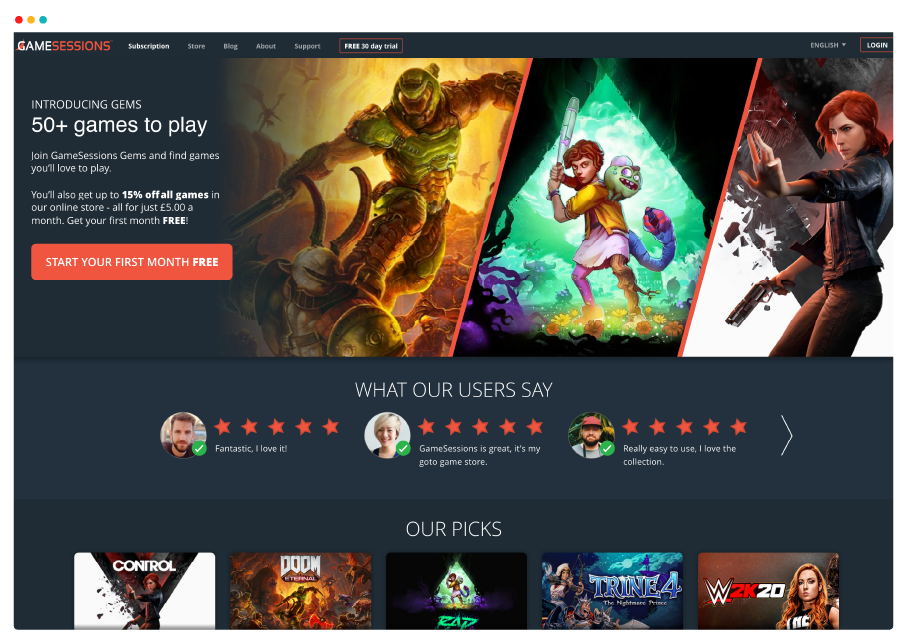 GAMESESSIONS
Subscription Store Blog About Support FREE 30 day trial ENGLISH LOGIN
INTRODUCING GEMS
50+ games to play
Join GameSessions Gems and find games
you'll love to play.
You'll also get up to 15% off all games in
our online store - all for just £5.00 a
month. Get your first month FREE!
START YOUR FIRST MONTH FREE
WHAT OUR USERS SAY
Fantastic, I love it!
GameSessions is great, it's my
goto game store.
Really easy to use, I love the
collection.
OUR PICKS
CONTROL
DOOM
ETERNAL
RAD
TRINE 4
The Nightmare Prince
W2K20